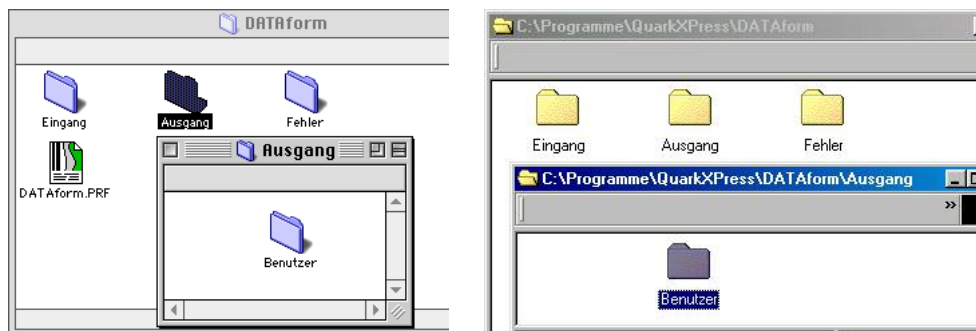 DATAform
Eingang
Ausgang
Fehler
DATAform.PRF
Ausgang
Benutzer
C:\Programme\QuarkXPress\DATAform
Eingang
Ausgang
Fehler
C:\Programme\QuarkXPress\DATAform\Ausgang
»
Benutzer